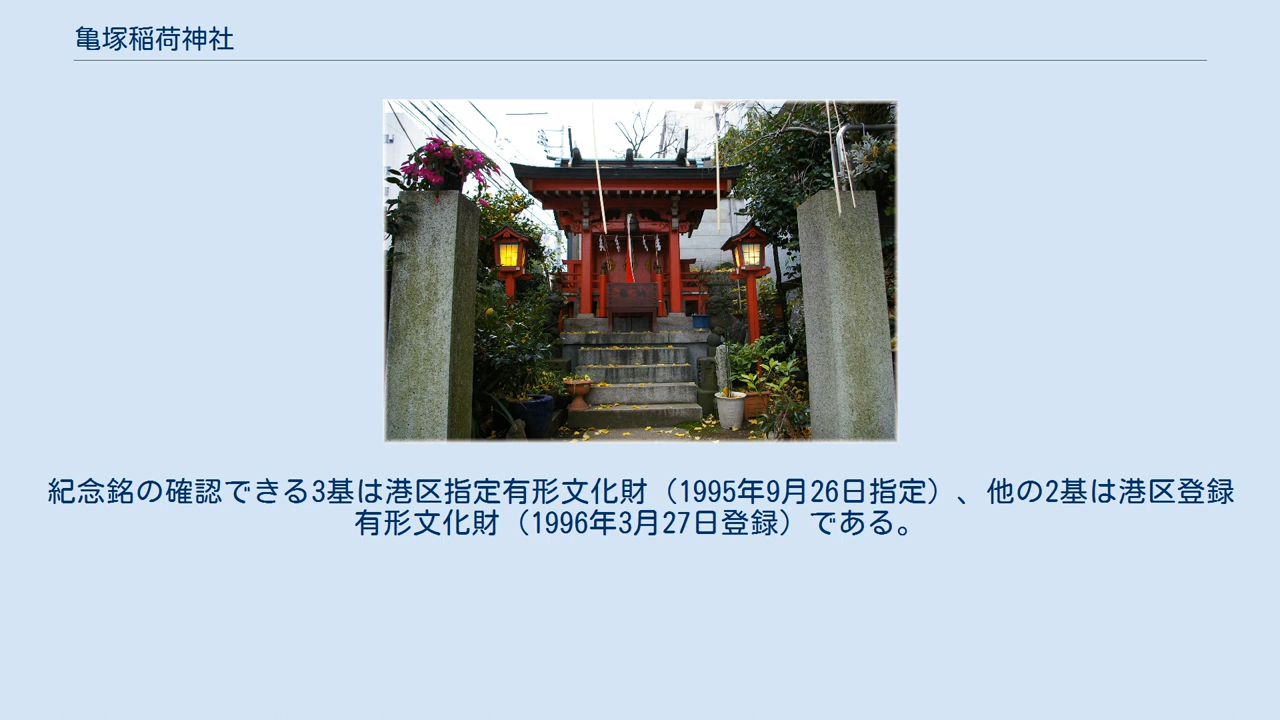 亀塚稲荷神社
紀念銘の確認できる3基は港区指定有形文化財（1995年9月26日指定）、他の2基は港区登録
有形文化財（1996年3月27日登録）である。